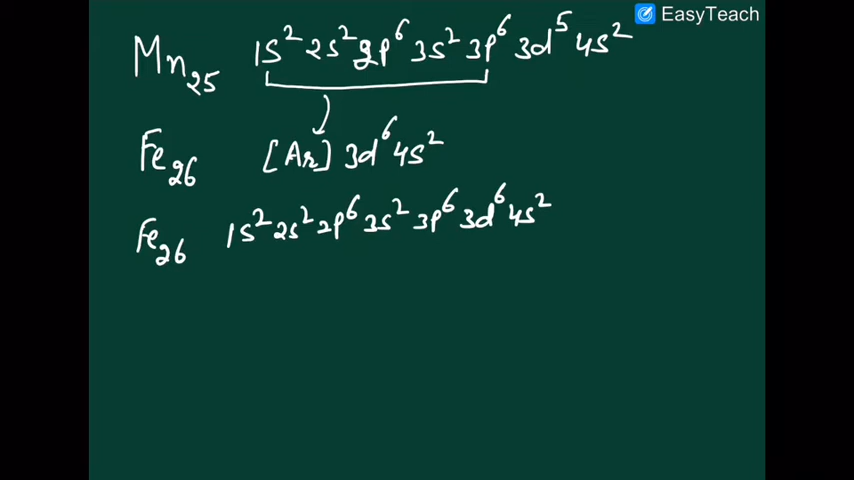 EasyTeach
Mn₂₅ 1s² 2s² 2p⁶ 3s² 3p⁶ 3d⁵ 4s²
Fe₂₆ [Ar] 3d⁶ 4s²
Fe₂₆ 1s² 2s² 2p⁶ 3s² 3p⁶ 3d⁶ 4s²